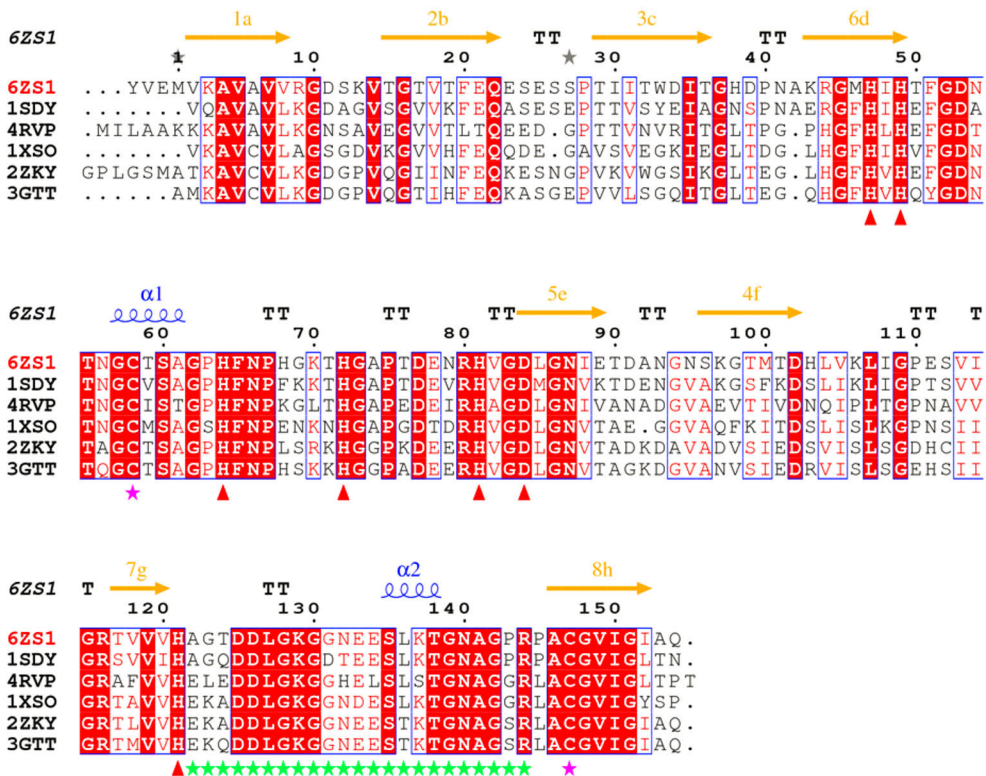 1a 2b 3c 6d
6ZS1 TT TT
1 10 20 30 40 50
6ZS1 ...YVEMVKAVAVVRGDSKVTGTVTFEQESESSPTIITWDITGHDPNAKRGMHIHTFGDN
1SDY .......VQAVAVLKGDAGVSGVVKFEQASESEPTTVSYEIAGNSPNAERGFHIHEFGDA
4RVP .MILAAKKKAVAVLKGNSAVEGVVTLTQEED.GPTTVNVRITGLTPG.PHGFHLHEFGDT
1XSO .......VKAVCVLAGSGDVKGVVHFEQQDE.GAVSVEGKIEGLTDG.LHGFHIHVFGDN
2ZKY GPLGSMATKAVCVLKGDGPVQGIINFEQKESNGPVKVWGSIKGLTEG.LHGFHVHEFGDN
3GTT ......AMKAVCVLKGDGPVQGTIHFEQKASGEPVVLSGQITGLTEG.QHGFHVHQYGDN
α1 5e 4f
6ZS1 TT TT TT TT T
60 70 80 90 100 110
6ZS1 TNGCTSAGPHFNPHGKTHGAPTDENRHVGDLGNIETDANGNSKGTMTDHLVKLIGPESVI
1SDY TNGCVSAGPHFNPFKKTHGAPTDEVRHVGDMGNVKTDENGVAKGSFKDSLIKLIGPTSVV
4RVP TNGCISTGPHFNPKGLTHGAPEDEIRHAGDLGNIVANADGVAEVTIVDNQIPLTGPNAVV
1XSO TNGCMSAGSHFNPENKNHGAPGDTDRHVGDLGNVTAE.GGVAQFKITDSLISLKGPNSII
2ZKY TAGCTSAGPHFNPLSRKHGGPKDEERHVGDLGNVTADKDAVADVSIEDSVISLSGDHCII
3GTT TQGCTSAGPHFNPHSKKHGGPADEERHVGDLGNVTAGKDGVANVSIEDRVISLSGEHSII
7g α2 8h
6ZS1 T TT
120 130 140 150
6ZS1 GRTVVVHAGTDDLGKGGNEESLKTGNAGPRPACGVIGIAQ.
1SDY GRSVVIHAGQDDLGKGDTEESLKTGNAGPRPACGVIGLTN.
4RVP GRAFVVHELEDDLGKGGHELSLSTGNAGGRLACGVIGLTPT
1XSO GRTAVVHEKADDLGKGGNDESLKTGNAGGRLACGVIGYSP.
2ZKY GRTLVVHEKADDLGKGGNEESTKTGNAGSRLACGVIGIAQ.
3GTT GRTMVVHEKQDDLGKGGNEESTKTGNAGSRLACGVIGIAQ.